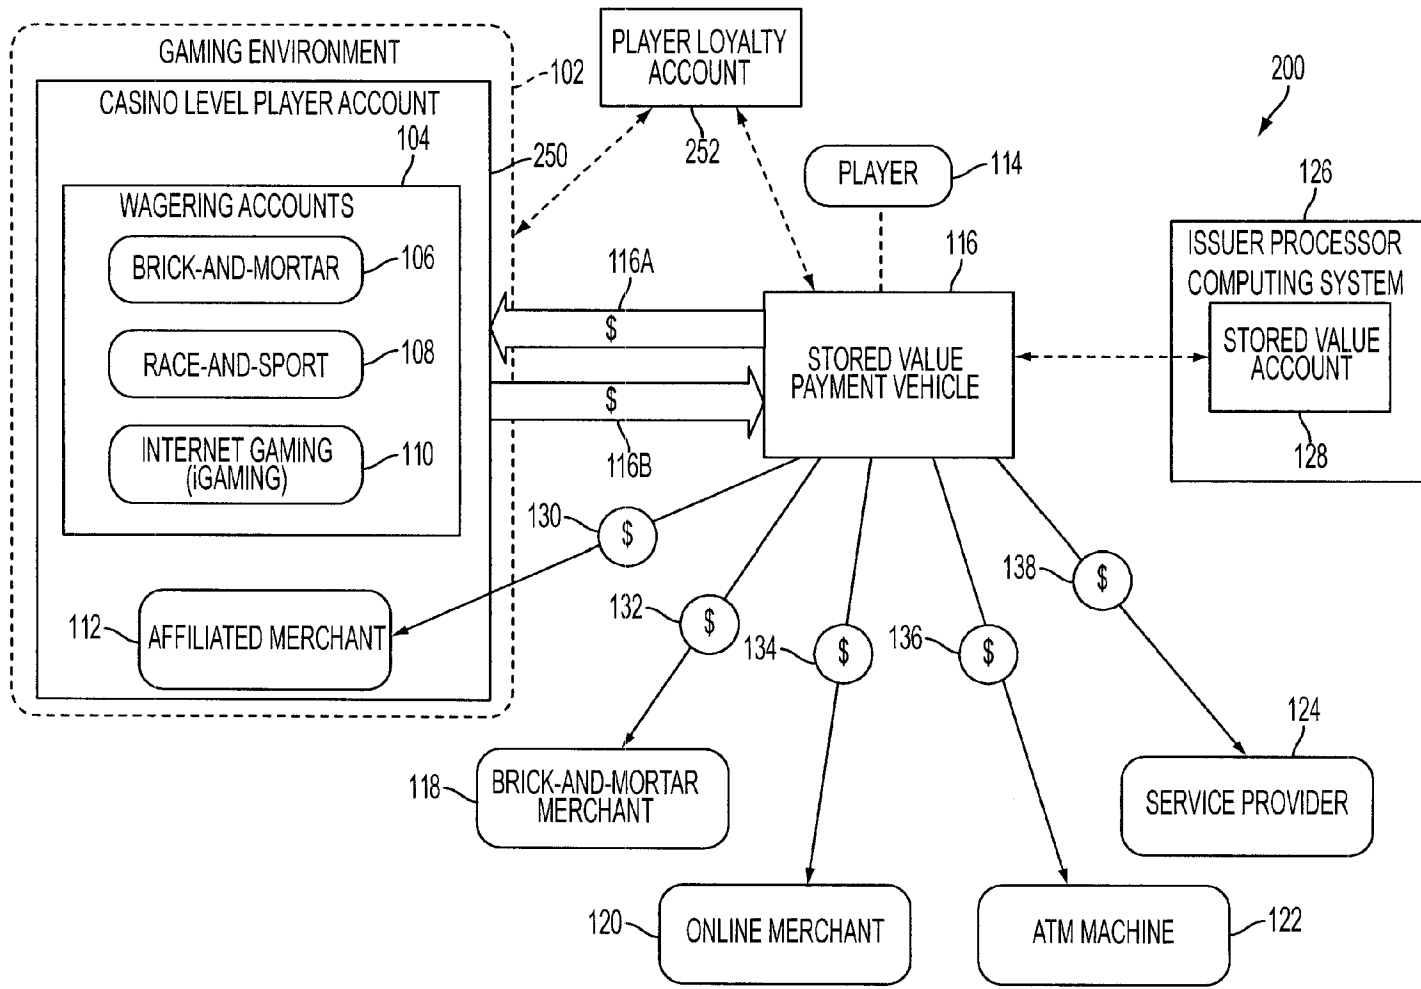 GAMING ENVIRONMENT
CASINO LEVEL PLAYER ACCOUNT
104
102
250
WAGERING ACCOUNTS
BRICK-AND-MORTAR
106
RACE-AND-SPORT
108
INTERNET GAMING
(iGAMING)
110
AFFILIATED MERCHANT
112
PLAYER LOYALTY
ACCOUNT
252
PLAYER
114
200
126
ISSUER PROCESSOR
COMPUTING SYSTEM
STORED VALUE
ACCOUNT
128
116
STORED VALUE
PAYMENT VEHICLE
116A
$
$
116B
130
$
132
$
134
$
136
$
138
$
118
BRICK-AND-MORTAR
MERCHANT
120
ONLINE MERCHANT
ATM MACHINE
122
124
SERVICE PROVIDER